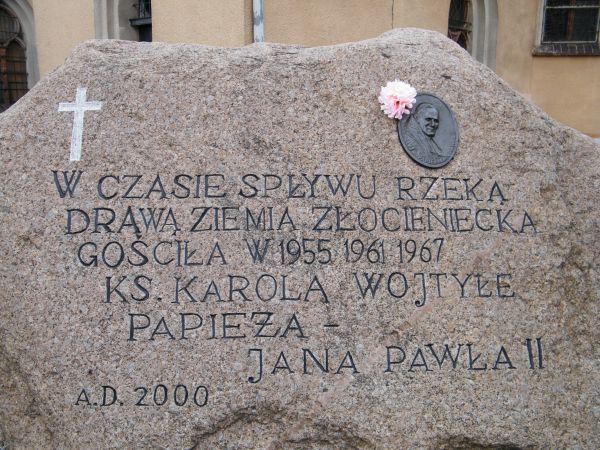 W CZASIE SPŁYWU RZEKĄ
DRAWĄ ZIEMIA ZŁOCIENIECKA
GOŚCIŁA W 1955 1961 1967
KS. KAROLA WOJTYŁĘ
PAPIEŻA –
JANA PAWŁA II
A.D. 2000